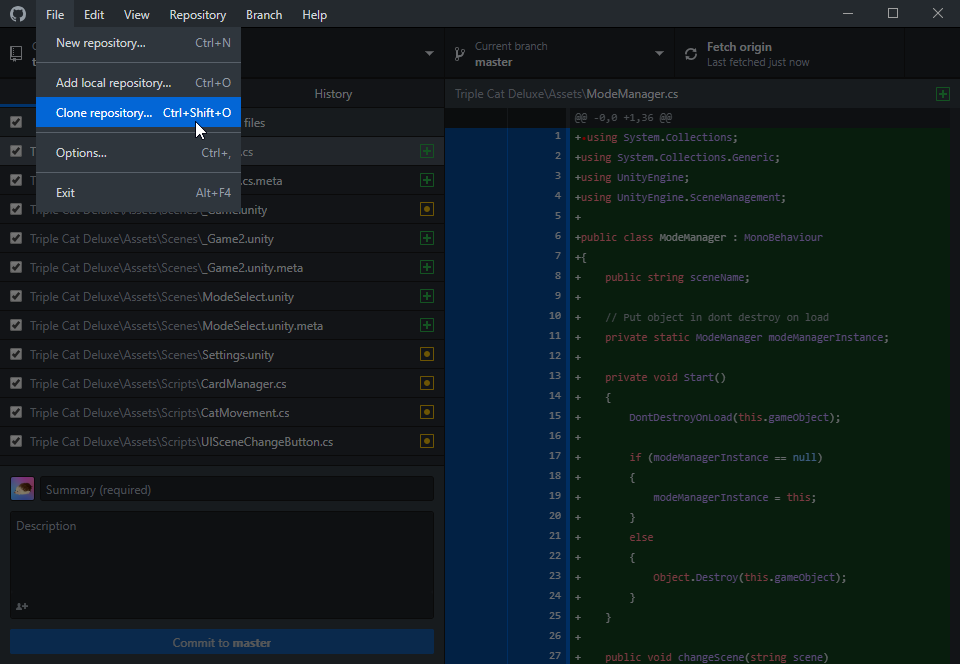 File Edit View Repository Branch Help
New repository... Ctrl+N
Add local repository... Ctrl+O
Clone repository... Ctrl+Shift+O
Options... Ctrl+,
Exit Alt+F4
Current branch
master
Fetch origin
Last fetched just now
History
files
.cs
.cs.meta
_Game.unity
Triple Cat Deluxe\Assets\Scenes\_Game2.unity
Triple Cat Deluxe\Assets\Scenes\_Game2.unity.meta
Triple Cat Deluxe\Assets\Scenes\ModeSelect.unity
Triple Cat Deluxe\Assets\Scenes\ModeSelect.unity.meta
Triple Cat Deluxe\Assets\Scenes\Settings.unity
Triple Cat Deluxe\Assets\Scripts\CardManager.cs
Triple Cat Deluxe\Assets\Scripts\CatMovement.cs
Triple Cat Deluxe\Assets\Scripts\UISceneChangeButton.cs
Summary (required)
Description
Commit to master
Triple Cat Deluxe\Assets\ModeManager.cs
@@ -0,0 +1,36 @@
1 +using System.Collections;
2 +using System.Collections.Generic;
3 +using UnityEngine;
4 +using UnityEngine.SceneManagement;
5 +
6 +public class ModeManager : MonoBehaviour
7 +{
8 + public string sceneName;
9 +
10 + // Put object in dont destroy on load
11 + private static ModeManager modeManagerInstance;
12 +
13 + private void Start()
14 + {
15 + DontDestroyOnLoad(this.gameObject);
16 +
17 + if (modeManagerInstance == null)
18 + {
19 + modeManagerInstance = this;
20 + }
21 + else
22 + {
23 + Object.Destroy(this.gameObject);
24 + }
25 + }
26 +
27 + public void changeScene(string scene)